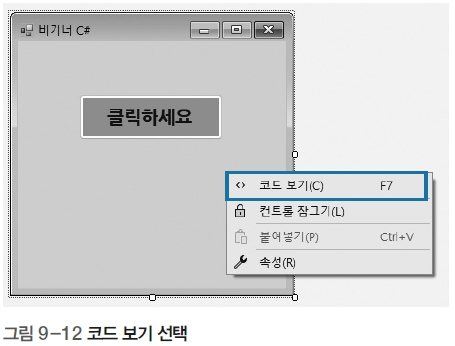 비기너 C#
클릭하세요
코드 보기(C) F7
컨트롤 잠그기(L)
붙여넣기(P) Ctrl+V
속성(R)
그림 9-12 코드 보기 선택